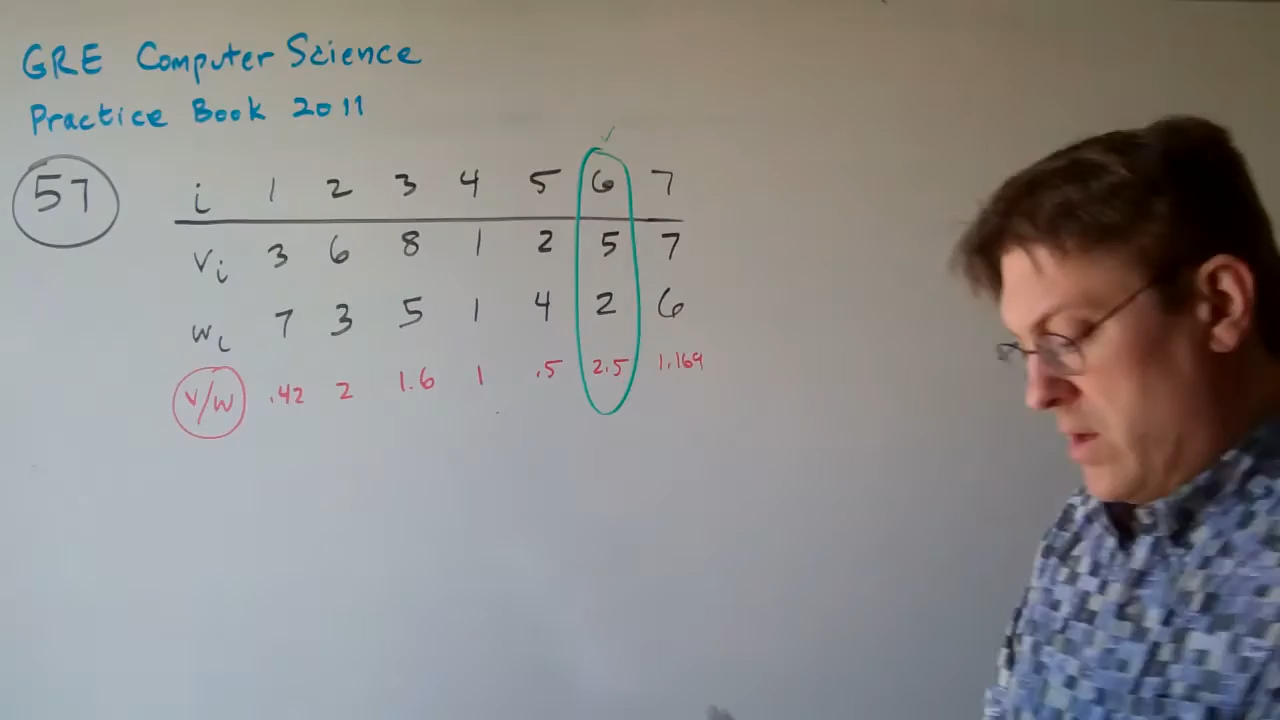 GRE Computer Science
Practice Book 2011
57
i 1 2 3 4 5 6 7
vi 3 6 8 1 2 5 7
wi 7 3 5 1 4 2 6
v/w .42 2 1.6 1 .5 2.5 1.169